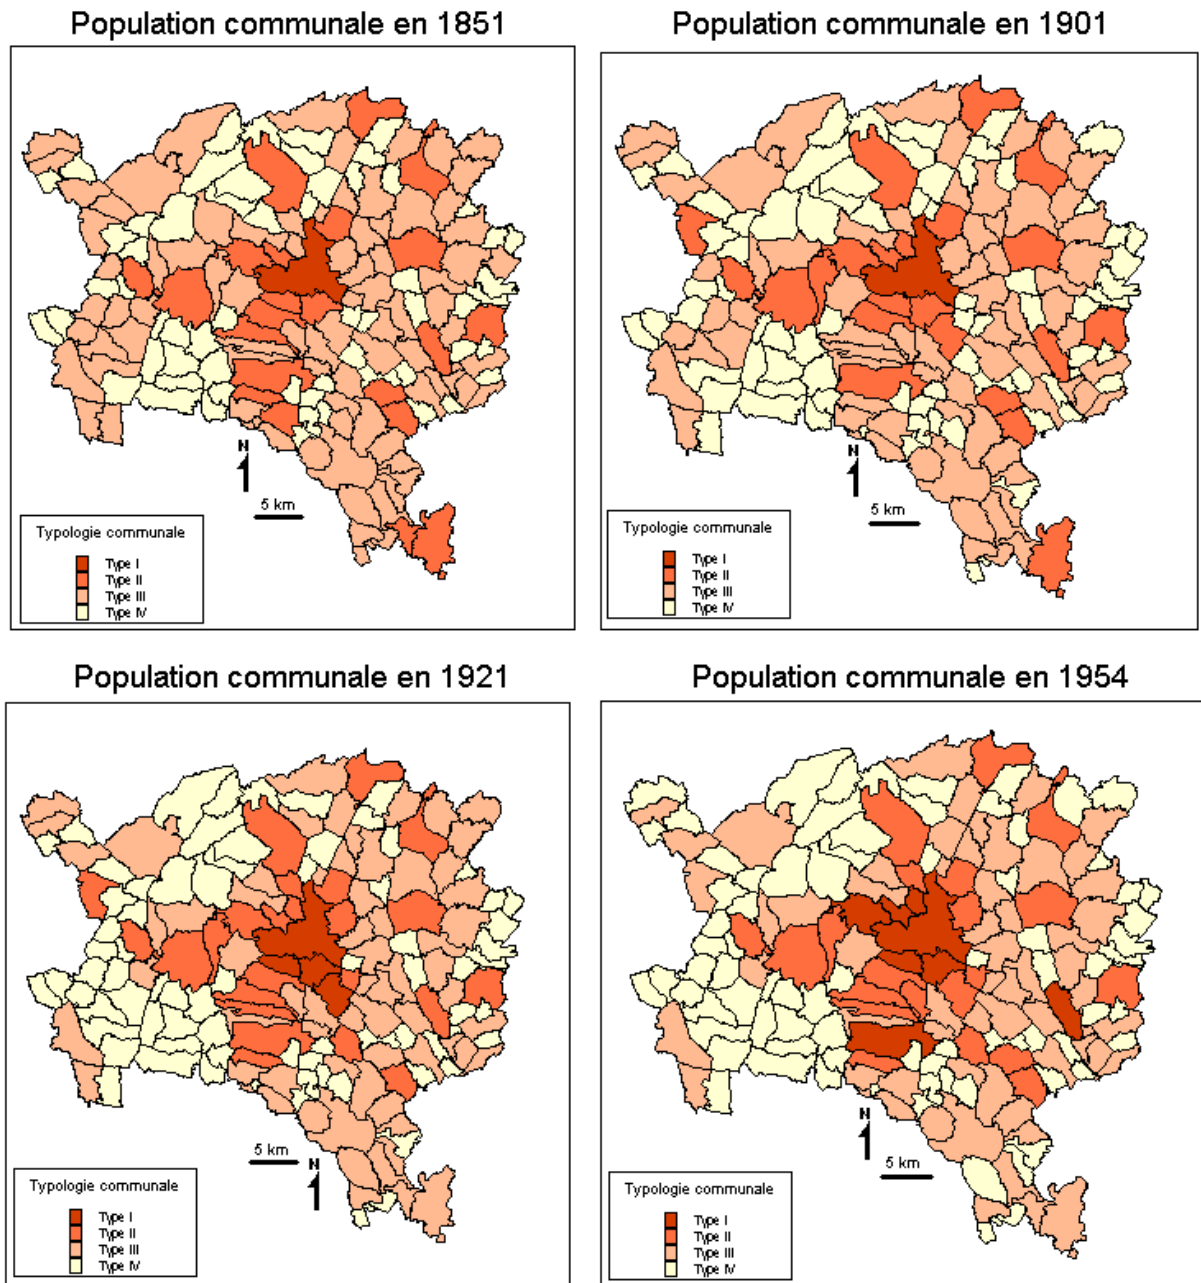 Population communale en 1851
Population communale en 1901
N
5 km
Typologie communale
Type I
Type II
Type III
Type IV
N
5 km
Typologie communale
Type I
Type II
Type III
Type IV
Population communale en 1921
Population communale en 1954
5 km
N
Typologie communale
Type I
Type II
Type III
Type IV
N
5 km
Typologie communale
Type I
Type II
Type III
Type IV